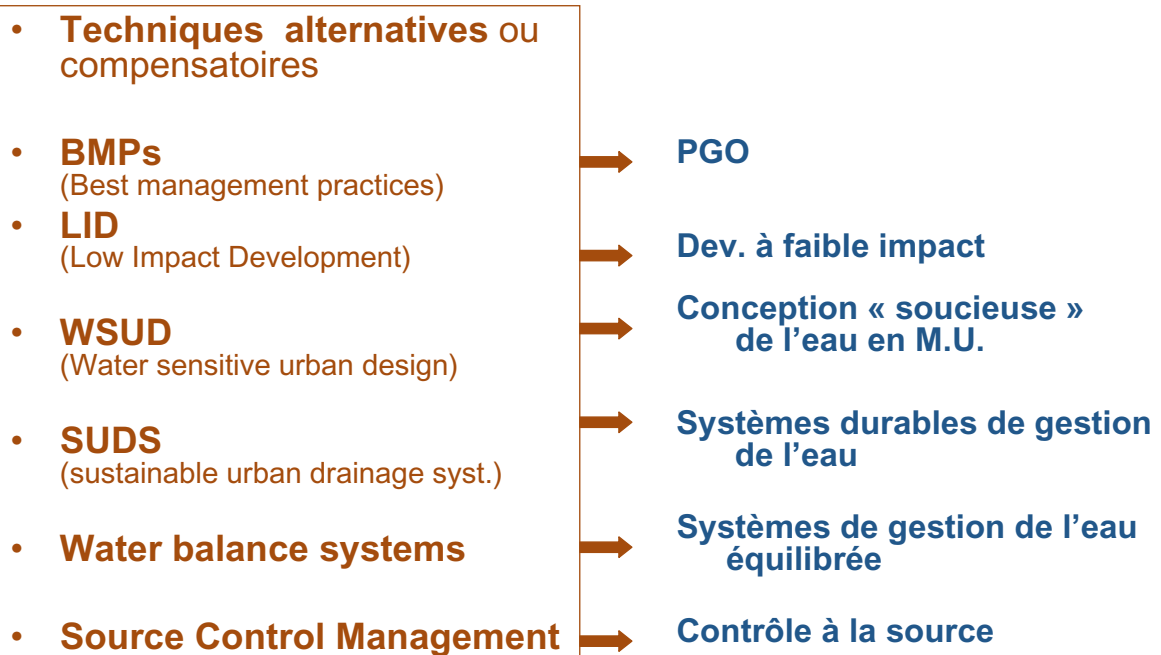 • Techniques alternatives ou
compensatoires
• BMPs
(Best management practices)
PGO
• LID
(Low Impact Development)
Dev. à faible impact
• WSUD
(Water sensitive urban design)
Conception « soucieuse »
de l’eau en M.U.
• SUDS
(sustainable urban drainage syst.)
Systèmes durables de gestion
de l’eau
• Water balance systems
Systèmes de gestion de l’eau
équilibrée
• Source Control Management
Contrôle à la source